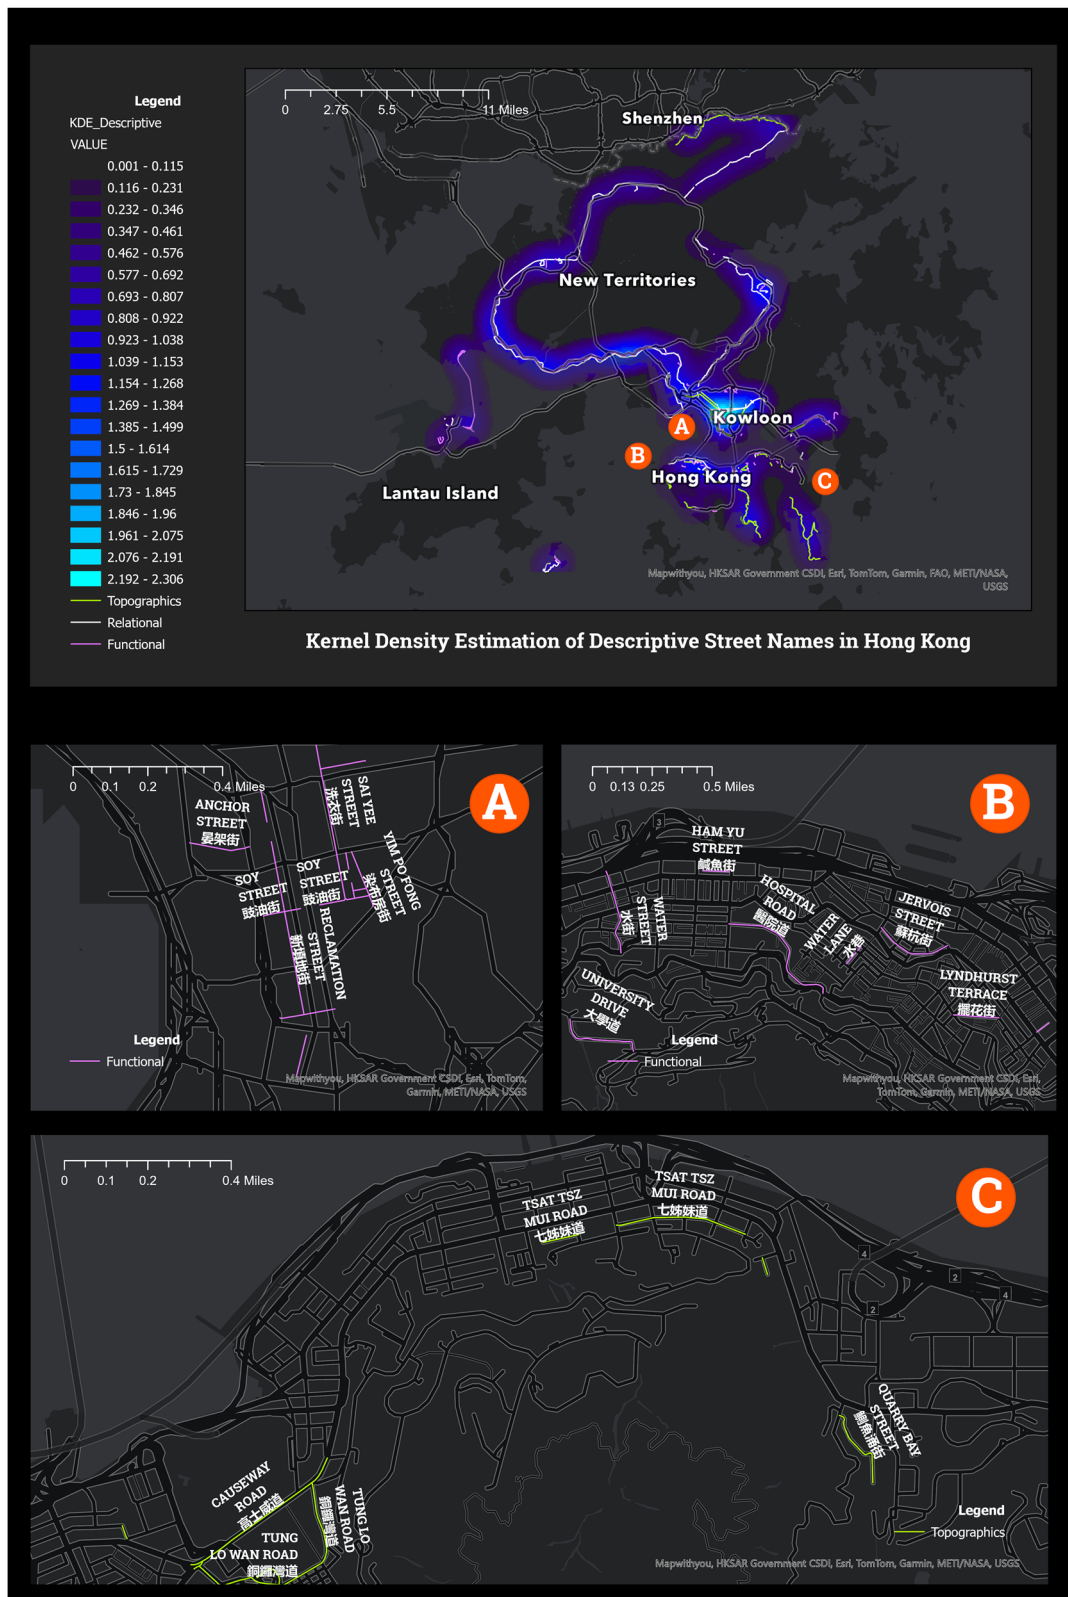 Legend
KDE_Descriptive
VALUE
0.001 - 0.115
0.116 - 0.231
0.232 - 0.346
0.347 - 0.461
0.462 - 0.576
0.577 - 0.692
0.693 - 0.807
0.808 - 0.922
0.923 - 1.038
1.039 - 1.153
1.154 - 1.268
1.269 - 1.384
1.385 - 1.499
1.5 - 1.614
1.615 - 1.729
1.73 - 1.845
1.846 - 1.96
1.961 - 2.075
2.076 - 2.191
2.192 - 2.306
Topographics
Relational
Functional
0 2.75 5.5 11 Miles
Shenzhen
New Territories
Kowloon
A
B
Hong Kong
C
Lantau Island
Mapwithyou, HKSAR Government CSDI, Esri, TomTom, Garmin, FAO, METI/NASA,
USGS
Kernel Density Estimation of Descriptive Street Names in Hong Kong
0 0.1 0.2 0.4 Miles
A
ANCHOR
STREET
晏架街
SAI YEE
STREET
洗衣街
YIM PO FONG
STREET
染布房街
SOY
STREET
豉油街
SOY
STREET
豉油街
RECLAMATION
STREET
新填地街
Legend
Functional
Mapwithyou, HKSAR Government CSDI, Esri, TomTom,
Garmin, METI/NASA, USGS
0 0.13 0.25 0.5 Miles
B
3
HAM YU
STREET
鹹魚街
WATER
STREET
水街
HOSPITAL
ROAD
醫院道
WATER
LANE
水巷
JERVOIS
STREET
蘇杭街
LYNDHURST
TERRACE
擺花街
UNIVERSITY
DRIVE
大學道
Legend
Functional
Mapwithyou, HKSAR Government CSDI, Esri,
TomTom, Garmin, METI/NASA, USGS
0 0.1 0.2 0.4 Miles
C
TSAT TSZ
MUI ROAD
七姊妹道
TSAT TSZ
MUI ROAD
七姊妹道
4
2
4
2
QUARRY BAY
STREET
鰂魚涌街
CAUSEWAY
ROAD
高士威道
TUNG LO
WAN ROAD
銅鑼灣道
TUNG
LO WAN ROAD
銅鑼灣道
Legend
Topographics
Mapwithyou, HKSAR Government CSDI, Esri, TomTom, Garmin, METI/NASA, USGS